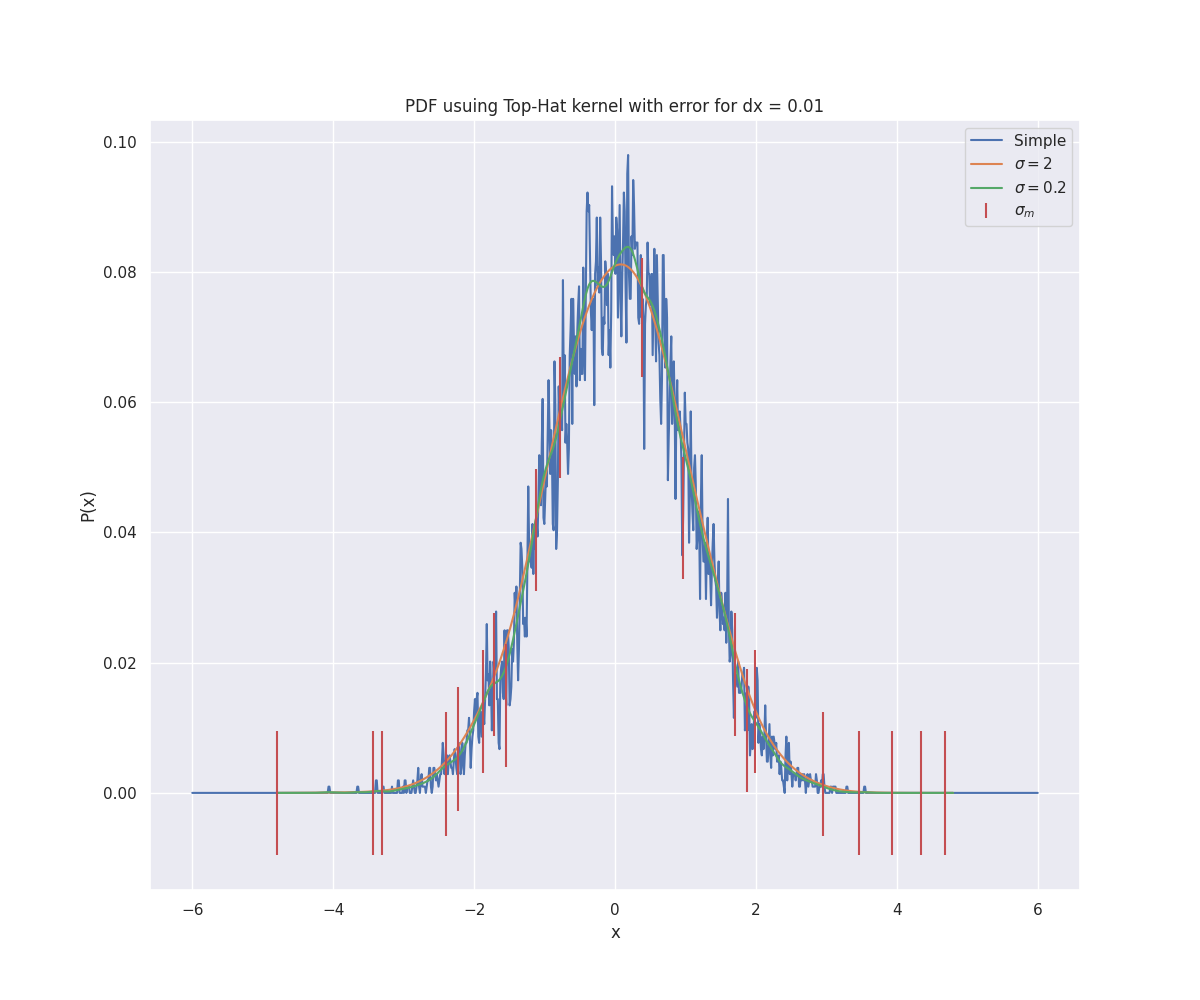 PDF usuing Top-Hat kernel with error for dx = 0.01
Simple
σ = 2
σ = 0.2
σₘ
0.10
0.08
0.06
0.04
0.02
0.00
P(x)
−6
−4
−2
0
2
4
6
x